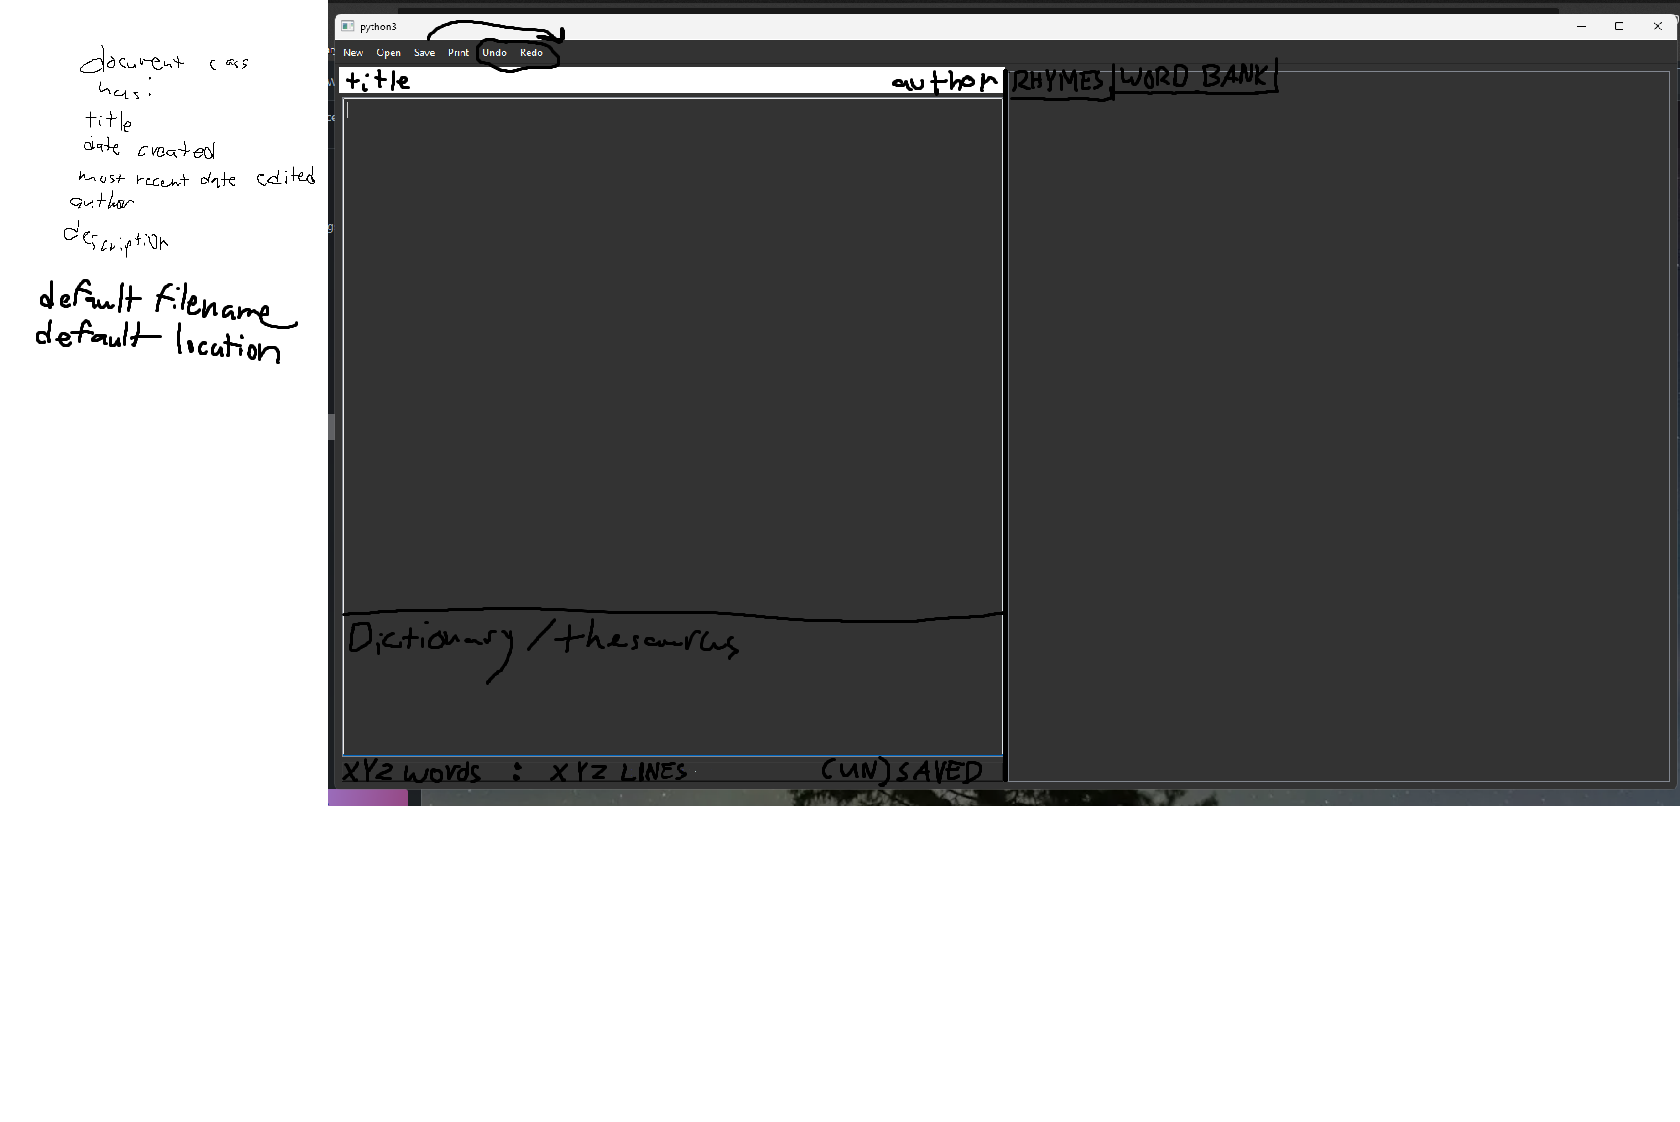 document cass
has:
title
date created
most recent date edited
author
description
default filename
default location
python3
New Open Save Print Undo Redo
title author
RHYMES WORD BANK
Dictionary/thesaurus
XYZ words : XYZ LINES (UN)SAVED